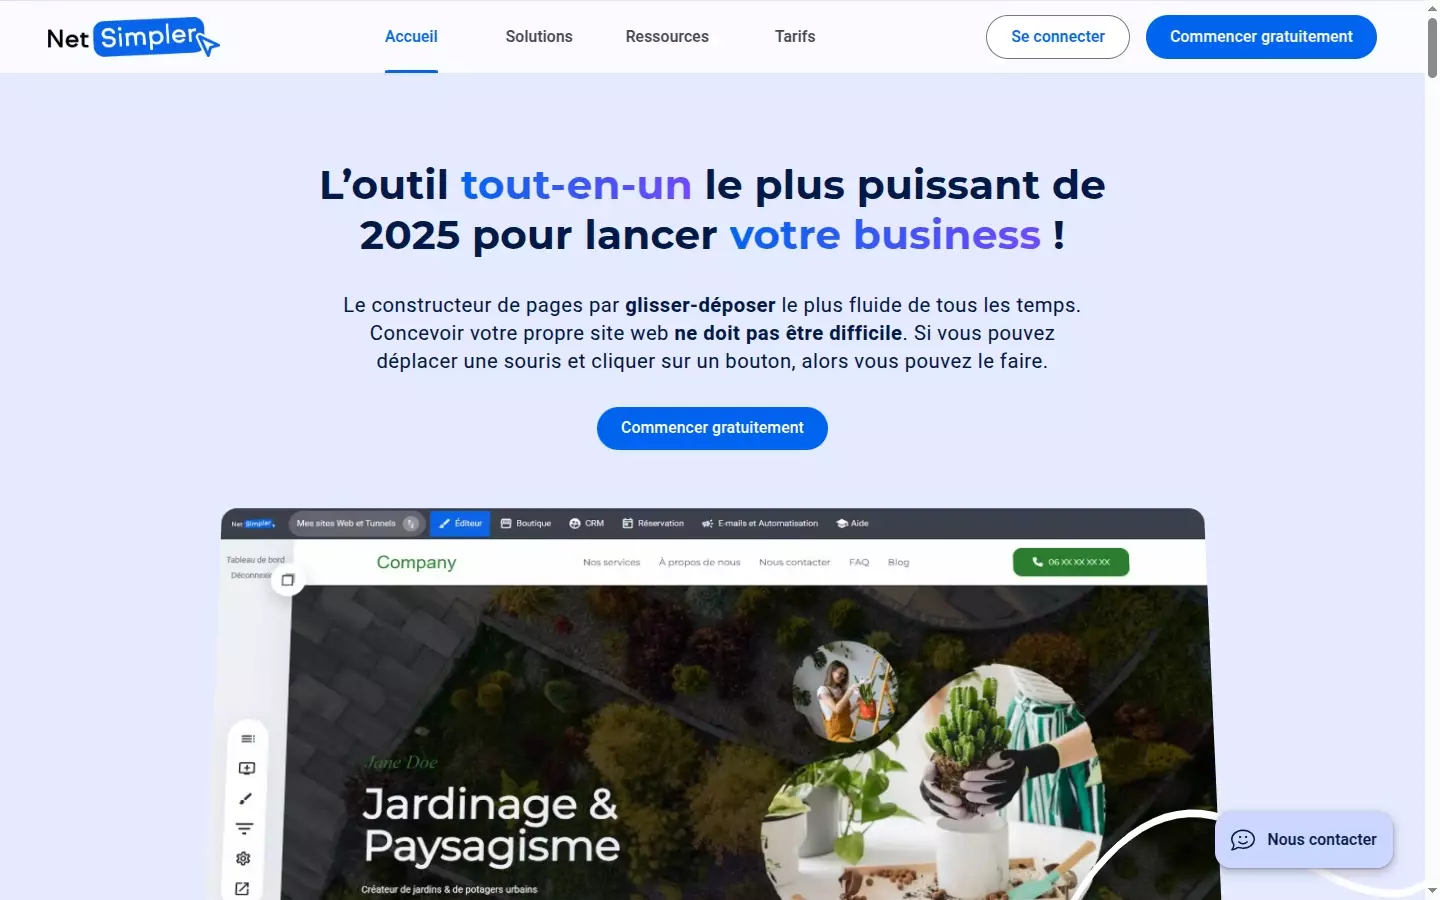 Net Simpler
Accueil
Solutions
Ressources
Tarifs
Se connecter
Commencer gratuitement
L’outil tout-en-un le plus puissant de
2025 pour lancer votre business !
Le constructeur de pages par glisser-déposer le plus fluide de tous les temps.
Concevoir votre propre site web ne doit pas être difficile. Si vous pouvez
déplacer une souris et cliquer sur un bouton, alors vous pouvez le faire.
Commencer gratuitement
Net Simpler
Mes sites Web et Tunnels
Éditeur
Boutique
CRM
Réservation
E-mails et Automatisation
Aide
Tableau de bord
Company
Nos services
À propos de nous
Nous contacter
FAQ
Blog
06 XX XX XX XX
Jane Doe
Jardinage &
Paysagisme
Créateur de jardins & de potagers urbains
Nous contacter